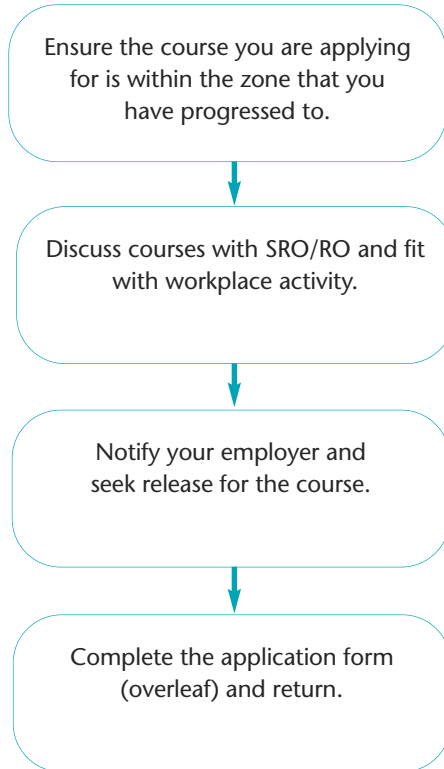 Ensure the course you are applying
for is within the zone that you
have progressed to.
Discuss courses with SRO/RO and fit
with workplace activity.
Notify your employer and
seek release for the course.
Complete the application form
(overleaf) and return.